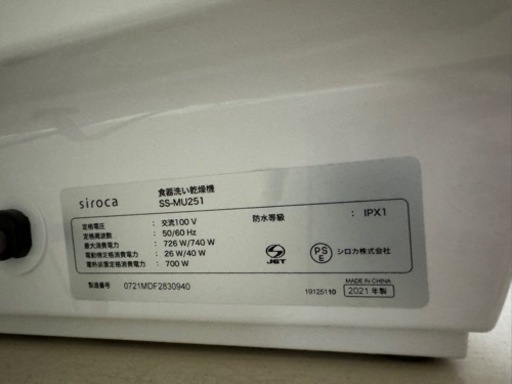 siroca
食器洗い乾燥機
SS-MU251
定格電圧 : 交流100 V
定格周波数 : 50/60 Hz
最大消費電力 : 726 W/740 W
電動機定格消費電力 : 26 W/40 W
電熱装置定格消費電力 : 700 W
防水等級 : IPX1
JET
PS
E
シロカ株式会社
製造番号 0721MDF2830940
19125110
MADE IN CHINA
2021 年製